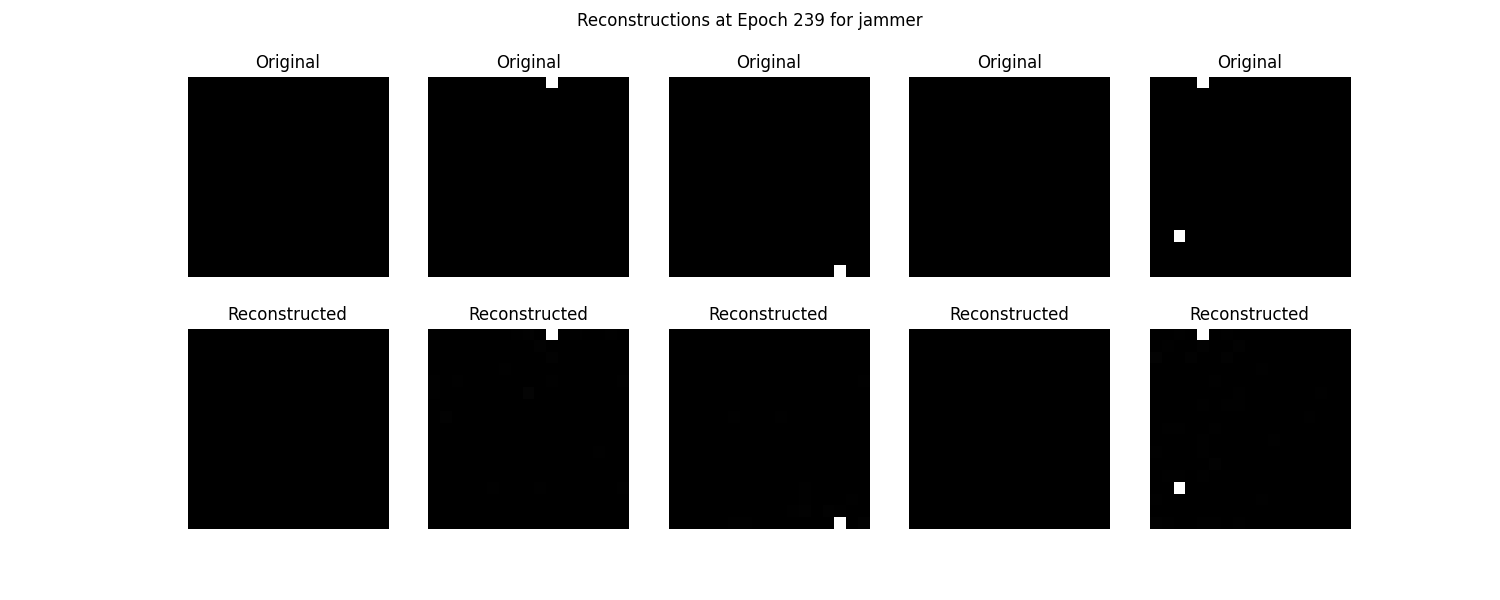 Reconstructions at Epoch 239 for jammer
Original Original Original Original Original
Reconstructed Reconstructed Reconstructed Reconstructed Reconstructed